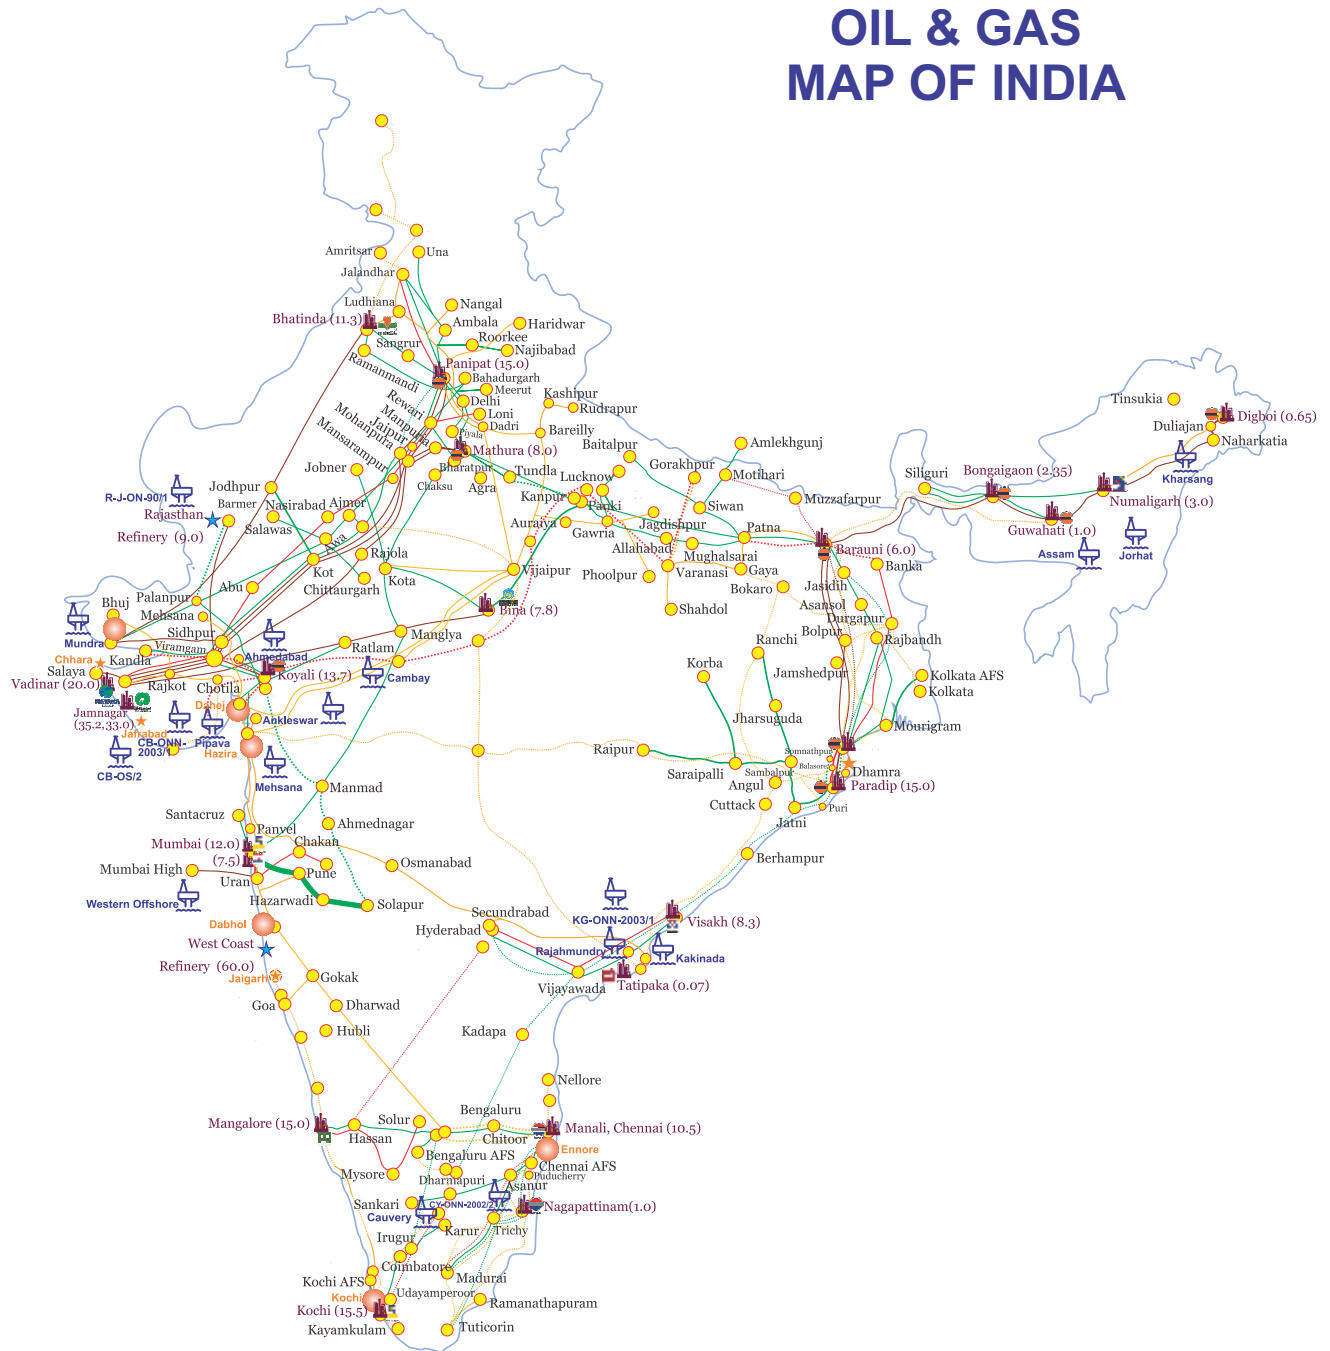 OIL & GAS
MAP OF INDIA
Amritsar
Una
Jalandhar
Ludhiana
Nangal
Bhatinda (11.3)
Ambala
Haridwar
Sangrur
Roorkee
Najibabad
Ramanmandi
Panipat (15.0)
Bahadurgarh
Meerut
Rewari
Delhi
Kashipur
Rudrapur
Loni
Manpura
Dadri
Mohanpura
Jaipur
Piyala
Bareilly
Mansarampur
Mathura (8.0)
Baitalpur
Amlekhgunj
Tinsukia
Digboi (0.65)
Duliajan
Naharkatia
Jobner
Bharatpur
Tundla
Lucknow
Gorakhpur
Motihari
Siliguri
Bongaigaon (2.35)
Kharsang
Chaksu
Agra
Jodhpur
R-J-ON-90/1
Barmer
Nasirabad
Ajmer
Kanpur
Panki
Siwan
Mnzzafarpur
Numaligarh (3.0)
Rajasthan
Refinery (9.0)
Salawas
Auraiya
Gawria
Jagdishpur
Patna
Guwahati (1.0)
Jorhat
Assam
Allahabad
Mughalsarai
Barauni (6.0)
Rajola
Kot
Kota
Vijaipur
Phoolpur
Varanasi
Gaya
Banka
Chittaurgarh
Bokaro
Jasidih
Abu
Palanpur
Bhuj
Mehsana
Bina (7.8)
Shahdol
Asansol
Durgapur
Sidhpur
Manglya
Ranchi
Bolpur
Rajbandh
Mundra
Viramgam
Ahmedabad
Ratlam
Chhara
Kandla
Salaya
Vadinar (20.0)
Rajkot
Chotila
Koyali (13.7)
Cambay
Korba
Jamshedpur
Kolkata AFS
Kolkata
Jamnagar
(35.2,33.0)
Jafrabad
Dahej
Ankleswar
Jharsuguda
Mourigram
CB-ONN-
2003/1
Pipava
Hazira
CB-OS/2
Raipur
Somnathpur
Balasore
Saraipalli
Sambalpur
Dhamra
Mehsana
Manmad
Angul
Paradip (15.0)
Cuttack
Puri
Jatni
Santacruz
Panvel
Ahmednagar
Mumbai (12.0)
(7.5)
Chakan
Berhampur
Mumbai High
Osmanabad
Uran
Pune
Western Offshore
Hazarwadi
Solapur
KG-ONN-2003/1
Secundrabad
Hyderabad
Visakh (8.3)
Dabhol
West Coast
Refinery (60.0)
Rajahmundry
Kakinada
Jaigarh
Gokak
Tatipaka (0.07)
Vijayawada
Goa
Dharwad
Hubli
Kadapa
Nellore
Mangalore (15.0)
Solur
Bengaluru
Manali, Chennai (10.5)
Hassan
Chitoor
Ennore
Bengaluru AFS
Chennai AFS
Mysore
Dharmapuri
Puducherry
Asanur
Sankari
CY-ONN-2002/2
Cauvery
Nagapattinam(1.0)
Karur
Trichy
Irugur
Coimbatore
Kochi AFS
Madurai
Kochi
Udayamperoor
Kochi (15.5)
Ramanathapuram
Kayamkulam
Tuticorin